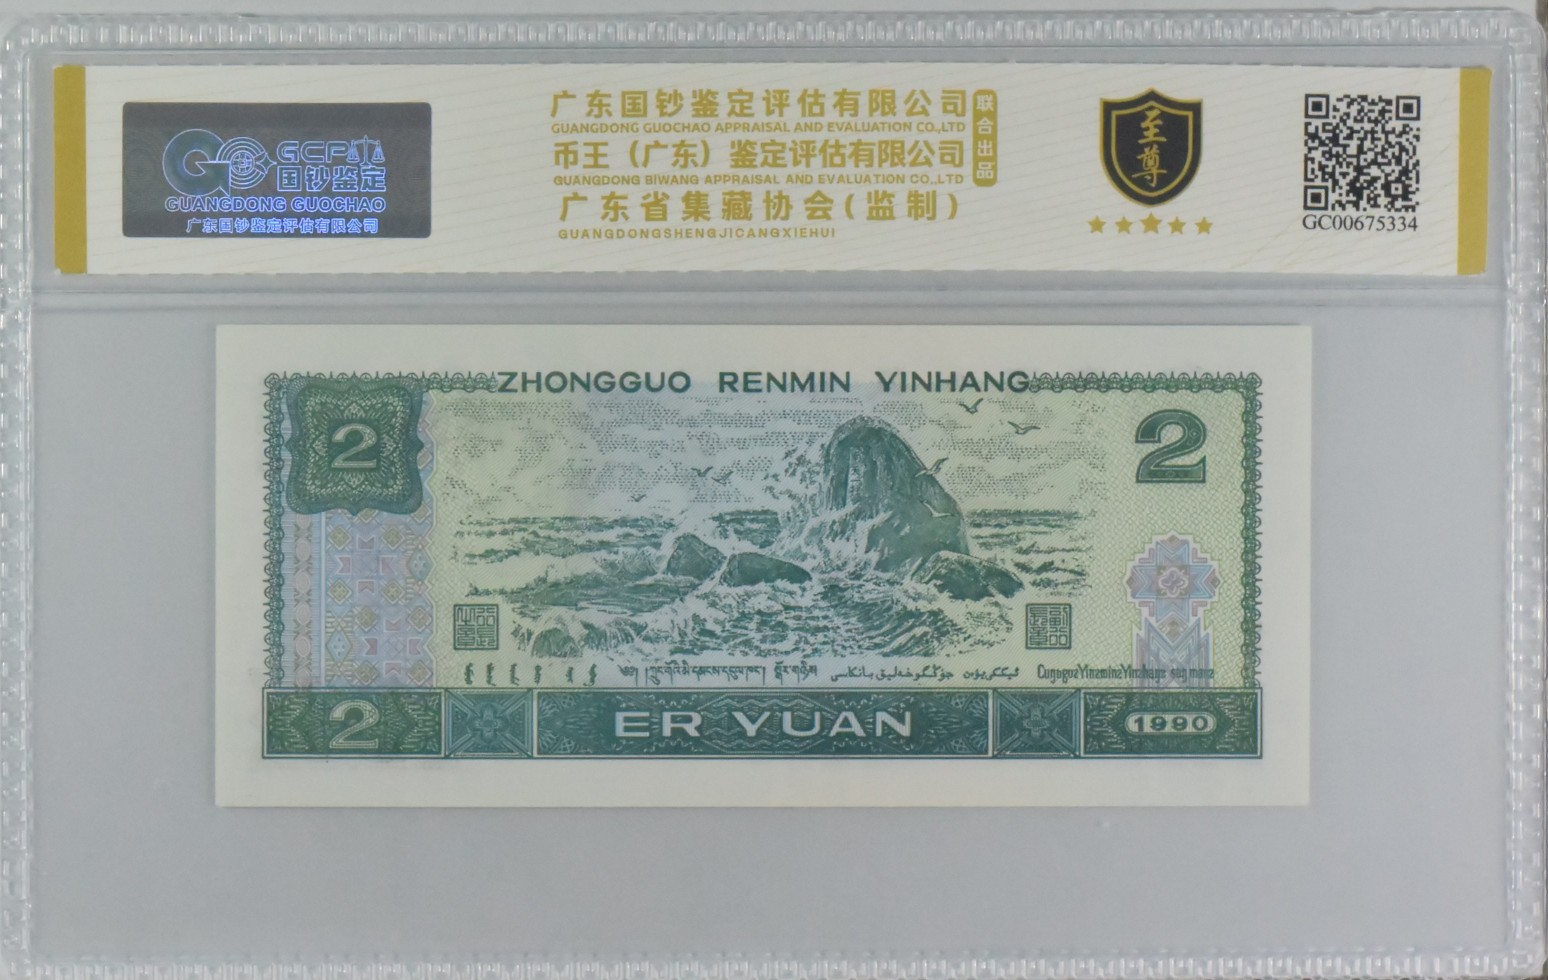 GCP
国钞鉴定
GUANGDONG GUOCHAO
广东国钞鉴定评估有限公司
广东国钞鉴定评估有限公司
GUANGDONG GUOCHAO APPRAISAL AND EVALUATION CO.,LTD
币王（广东）鉴定评估有限公司
GUANGDONG BIWANG APPRAISAL AND EVALUATION CO.,LTD
联合出品
广东省集藏协会(监制)
GUANGDONGSHENGJICANGXIEHUI
至尊
GC00675334
ZHONGGUO RENMIN YINHANG
2
2
Cunghgoz Yinzminz Yinzhangz
2
ER YUAN
1990